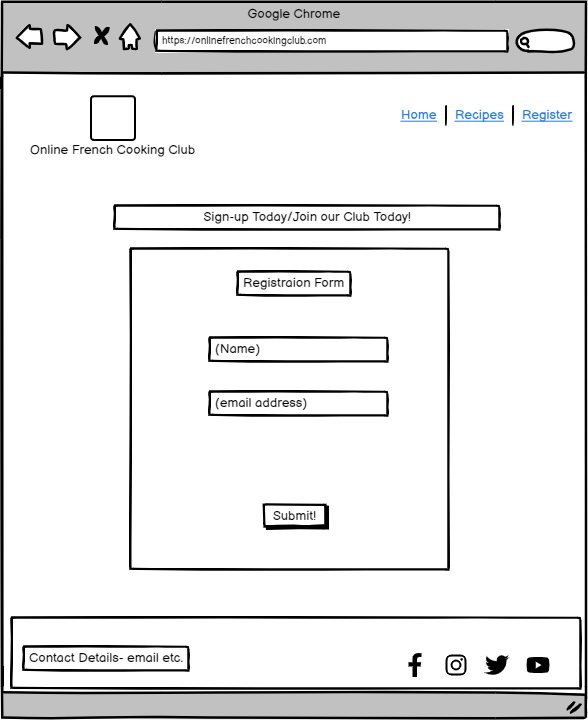 Google Chrome
https://onlinefrenchcookingclub.com
Home Recipes Register
Online French Cooking Club
Sign-up Today/Join our Club Today!
Registraion Form
(Name)
(email address)
Submit!
Contact Details- email etc.